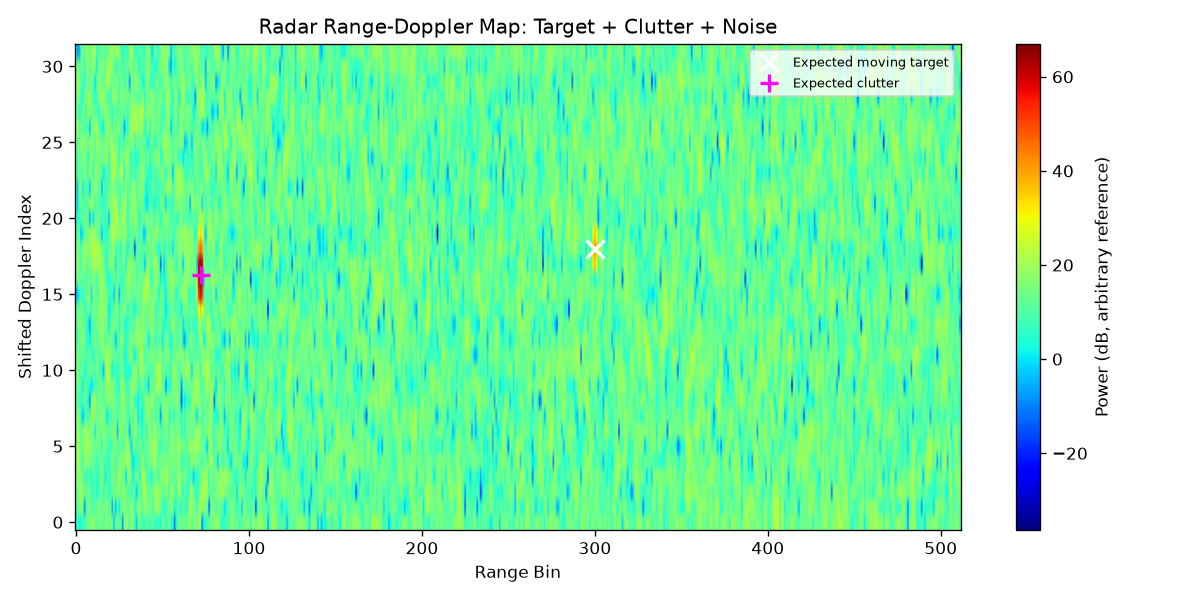 Radar Range-Doppler Map: Target + Clutter + Noise
Expected moving target
Expected clutter
Shifted Doppler Index
30
25
20
15
10
5
0
0 100 200 300 400 500
Range Bin
60
40
20
0
−20
Power (dB, arbitrary reference)